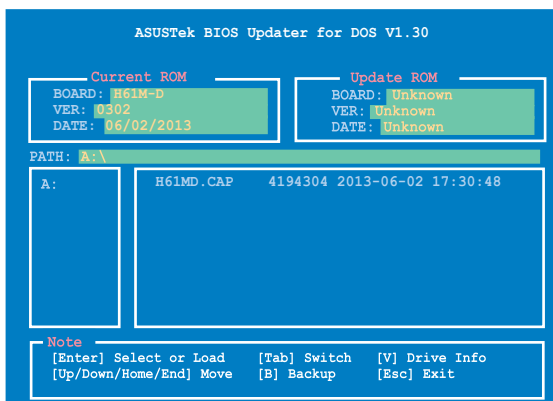 ASUSTek BIOS Updater for DOS V1.30
Current ROM
BOARD: H61M-D
VER: 0302
DATE: 06/02/2013
Update ROM
BOARD: Unknown
VER: Unknown
DATE: Unknown
PATH: A:\
A:
H61MD.CAP 4194304 2013-06-02 17:30:48
Note
[Enter] Select or Load [Tab] Switch [V] Drive Info
[Up/Down/Home/End] Move [B] Backup [Esc] Exit